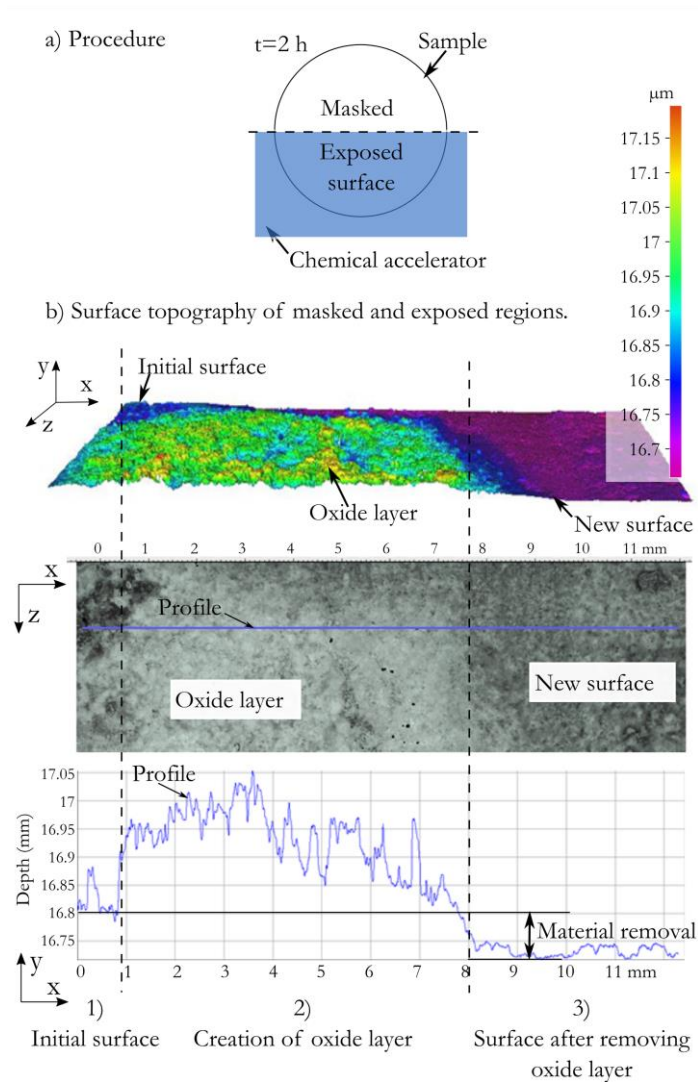 a) Procedure
t=2 h
Sample
Masked
Exposed
surface
Chemical accelerator
µm
17.15
17.1
17.05
17
16.95
16.9
16.85
16.8
16.75
16.7
b) Surface topography of masked and exposed regions.
y
x
z
Initial surface
Oxide layer
New surface
0 1 2 3 4 5 6 7 8 9 10 11 mm
x
z
Profile
Oxide layer
New surface
Depth (mm)
17.05
17
16.95
16.9
16.85
16.8
16.75
Profile
Material removal
y
x
0 1 2 3 4 5 6 7 8 9 10 11 mm
1) 2) 3)
Initial surface Creation of oxide layer Surface after removing
oxide layer